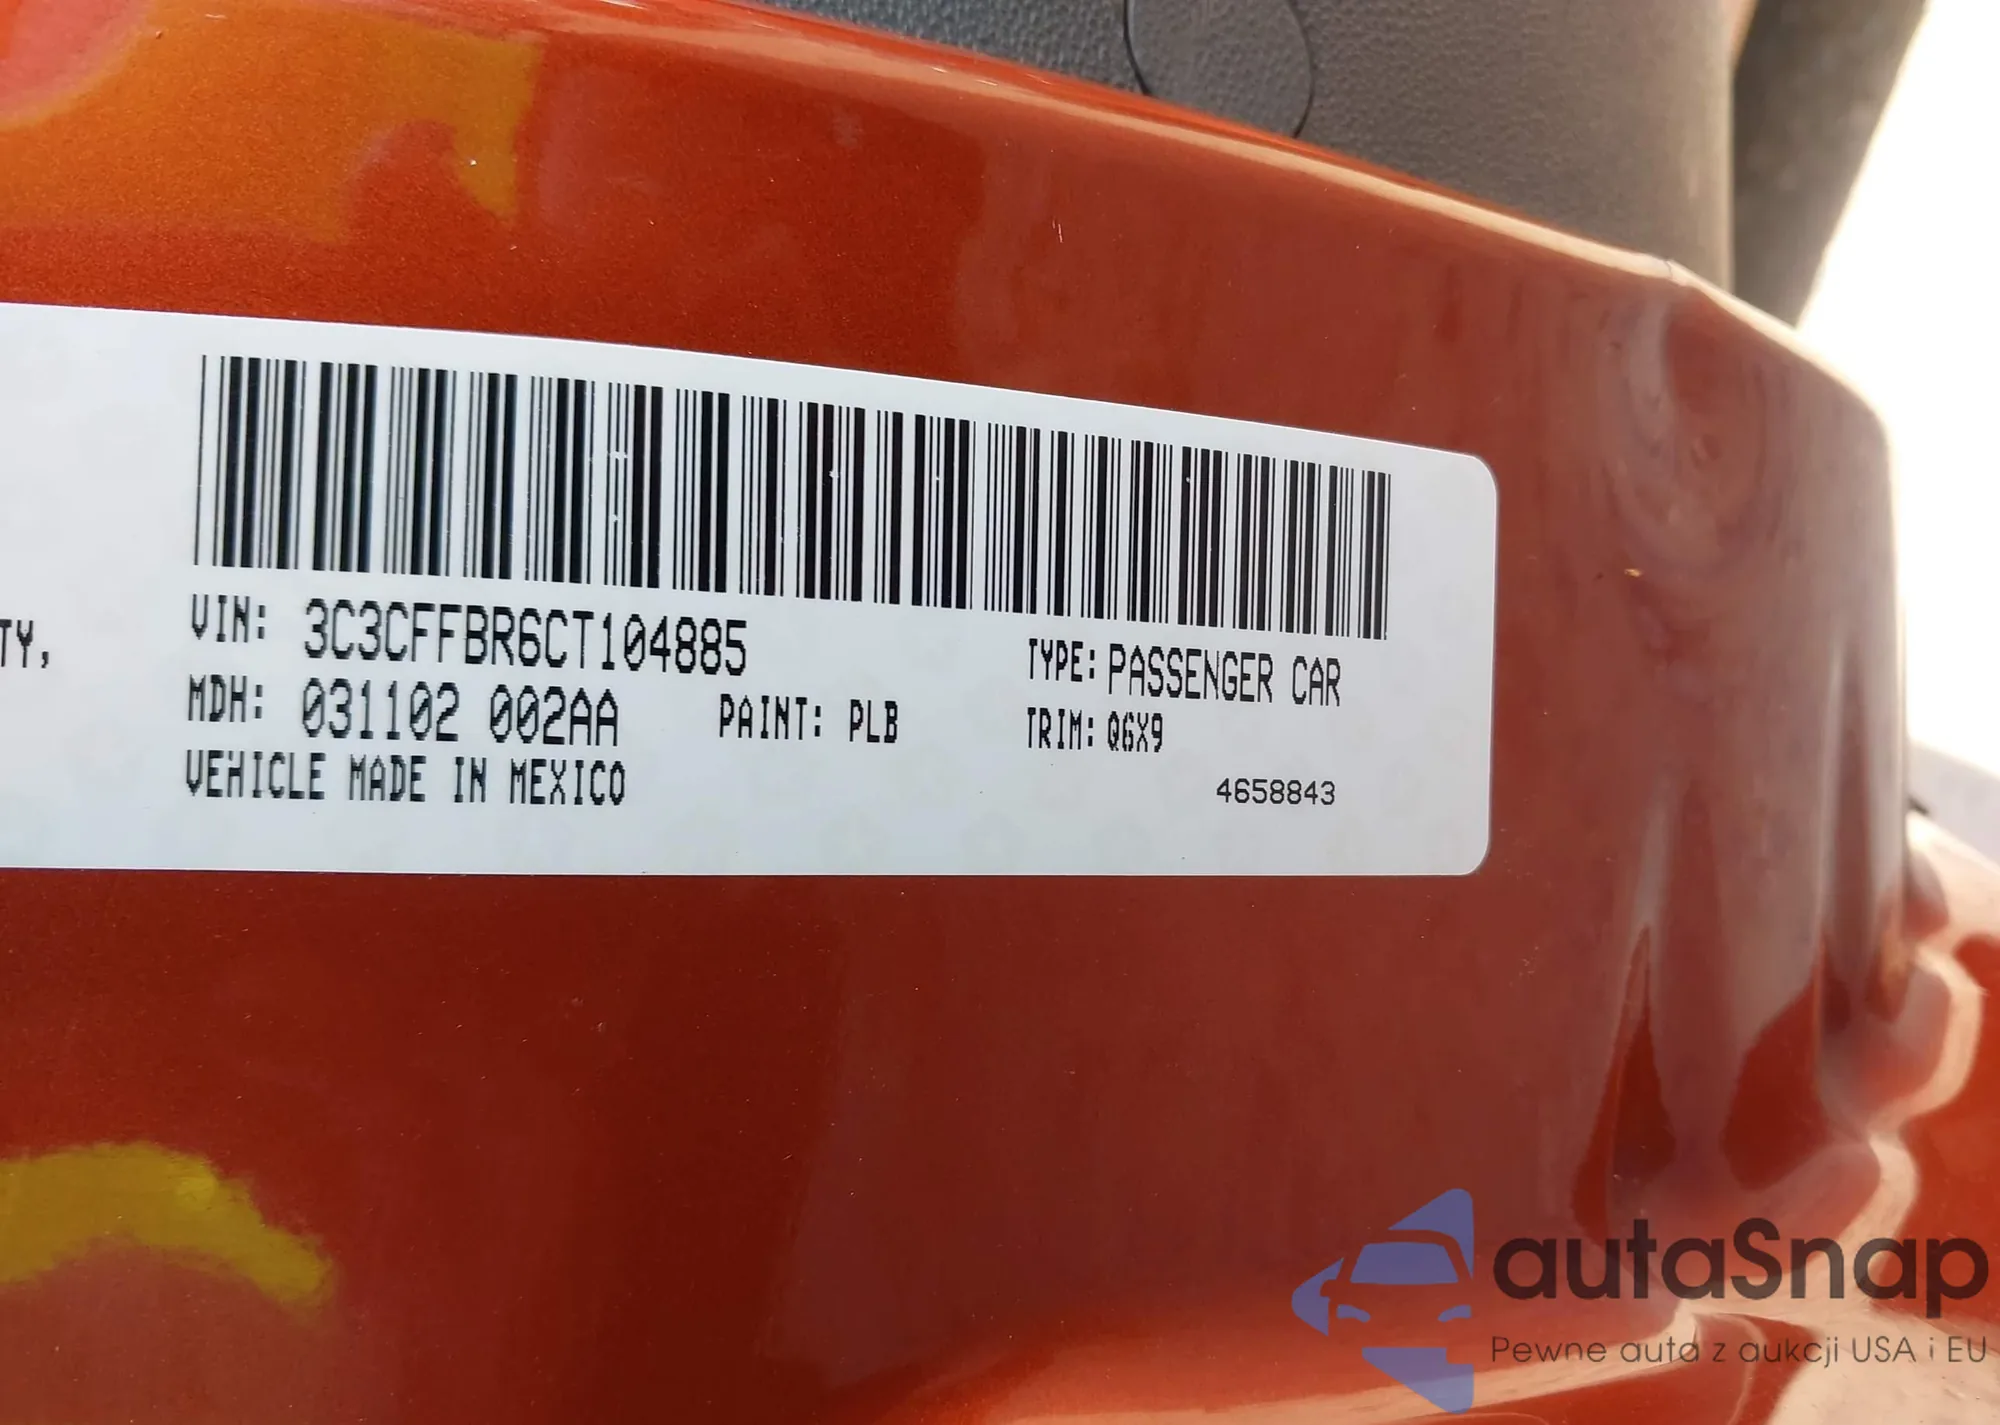 TY,
VIN: 3C3CFFBR6CT104885
TYPE: PASSENGER CAR
MDH: 031102 002AA
PAINT: PLB
TRIM: Q6X9
VEHICLE MADE IN MEXICO
4658843
autaSnap
Pewne auta z aukcji USA i EU